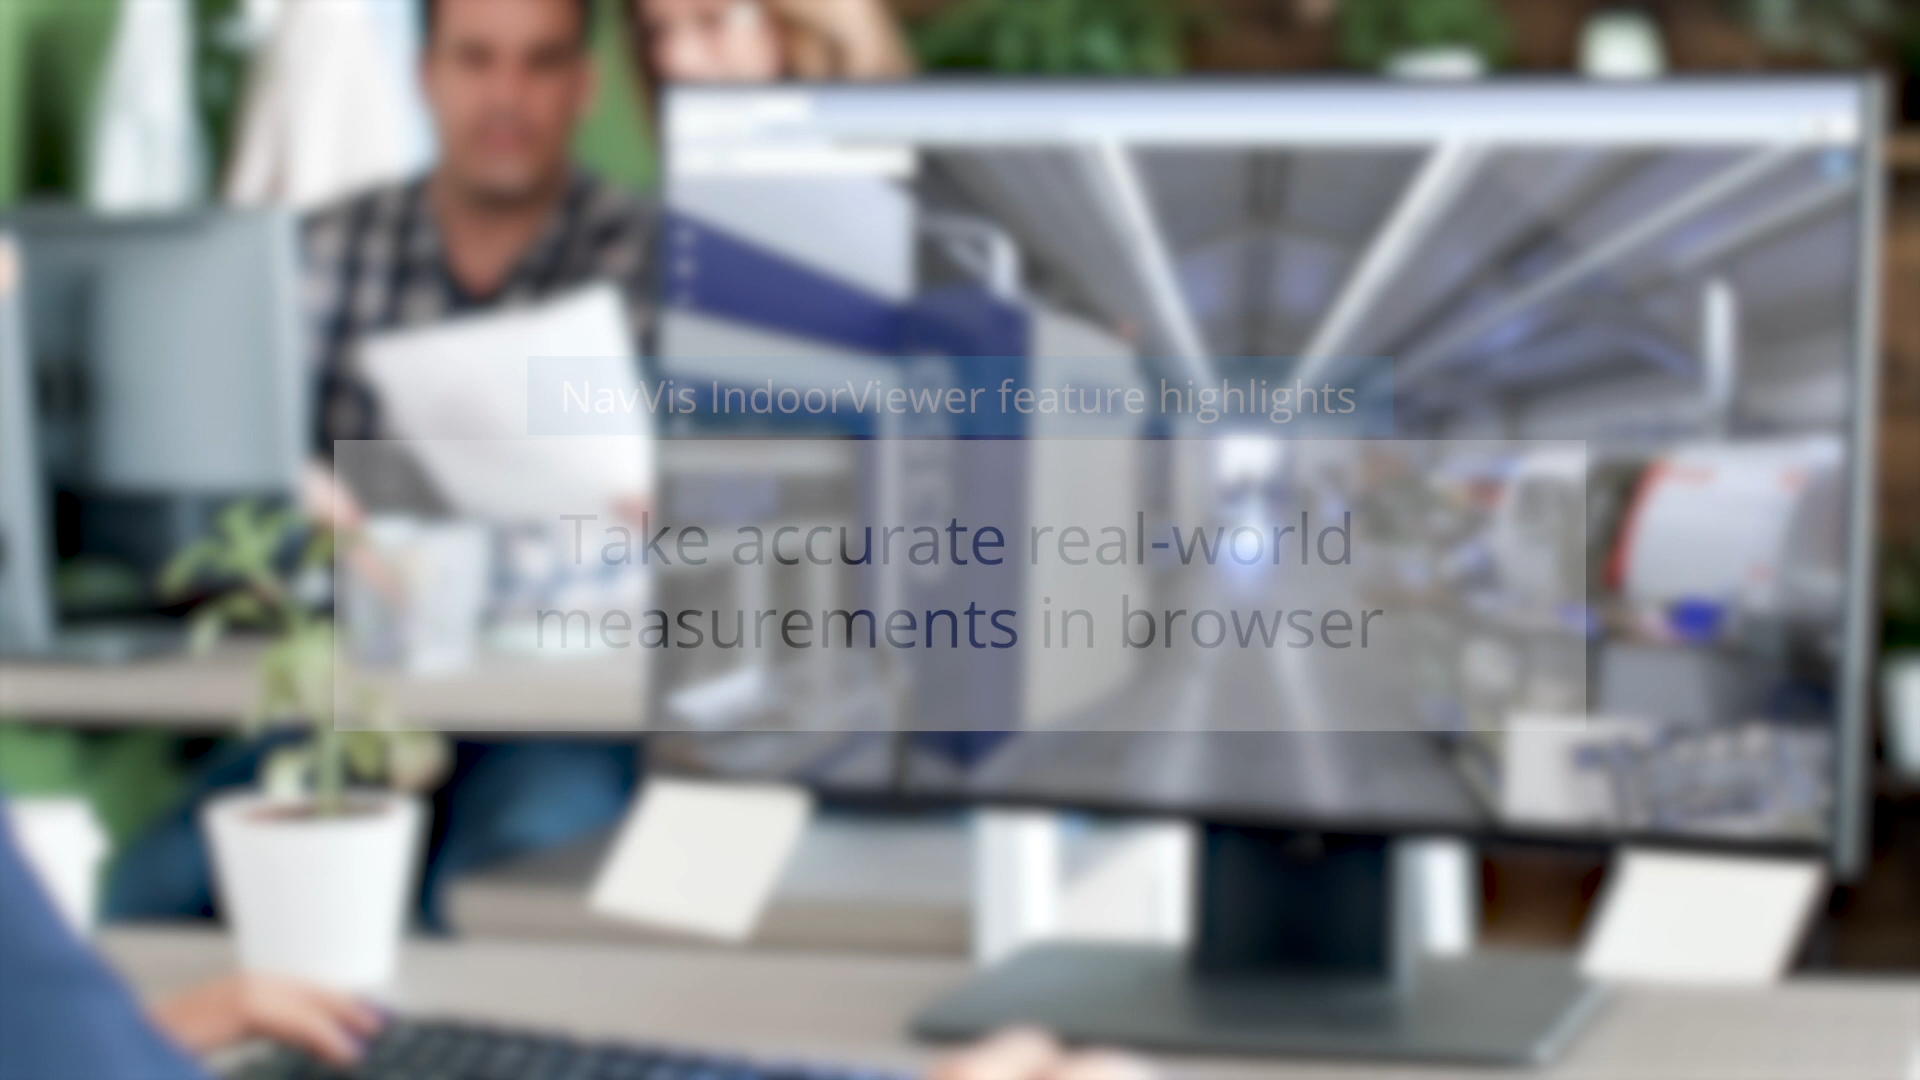 NavVis IndoorViewer feature highlights
Take accurate real-world
measurements in browser